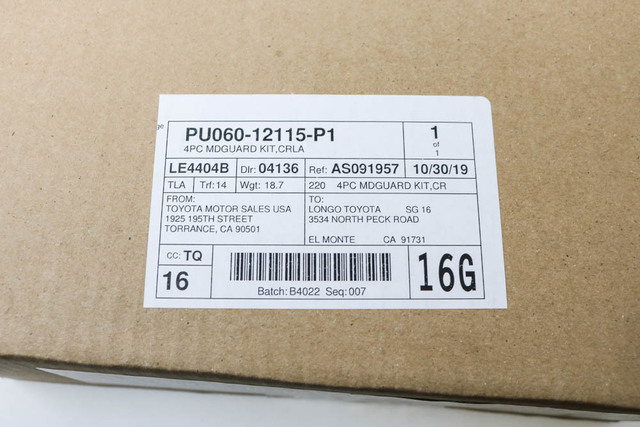 PU060-12115-P1
4PC MDGUARD KIT,CRLA
1
of
1
LE4404B Dlr: 04136 Ref: AS091957 10/30/19
TLA Trf: 14 Wgt: 18.7 220 4PC MDGUARD KIT,CR
FROM:
TOYOTA MOTOR SALES USA
1925 195TH STREET
TORRANCE, CA 90501
TO:
LONGO TOYOTA SG 16
3534 NORTH PECK ROAD
EL MONTE CA 91731
CC: TQ
16
Batch: B4022 Seq: 007
16G